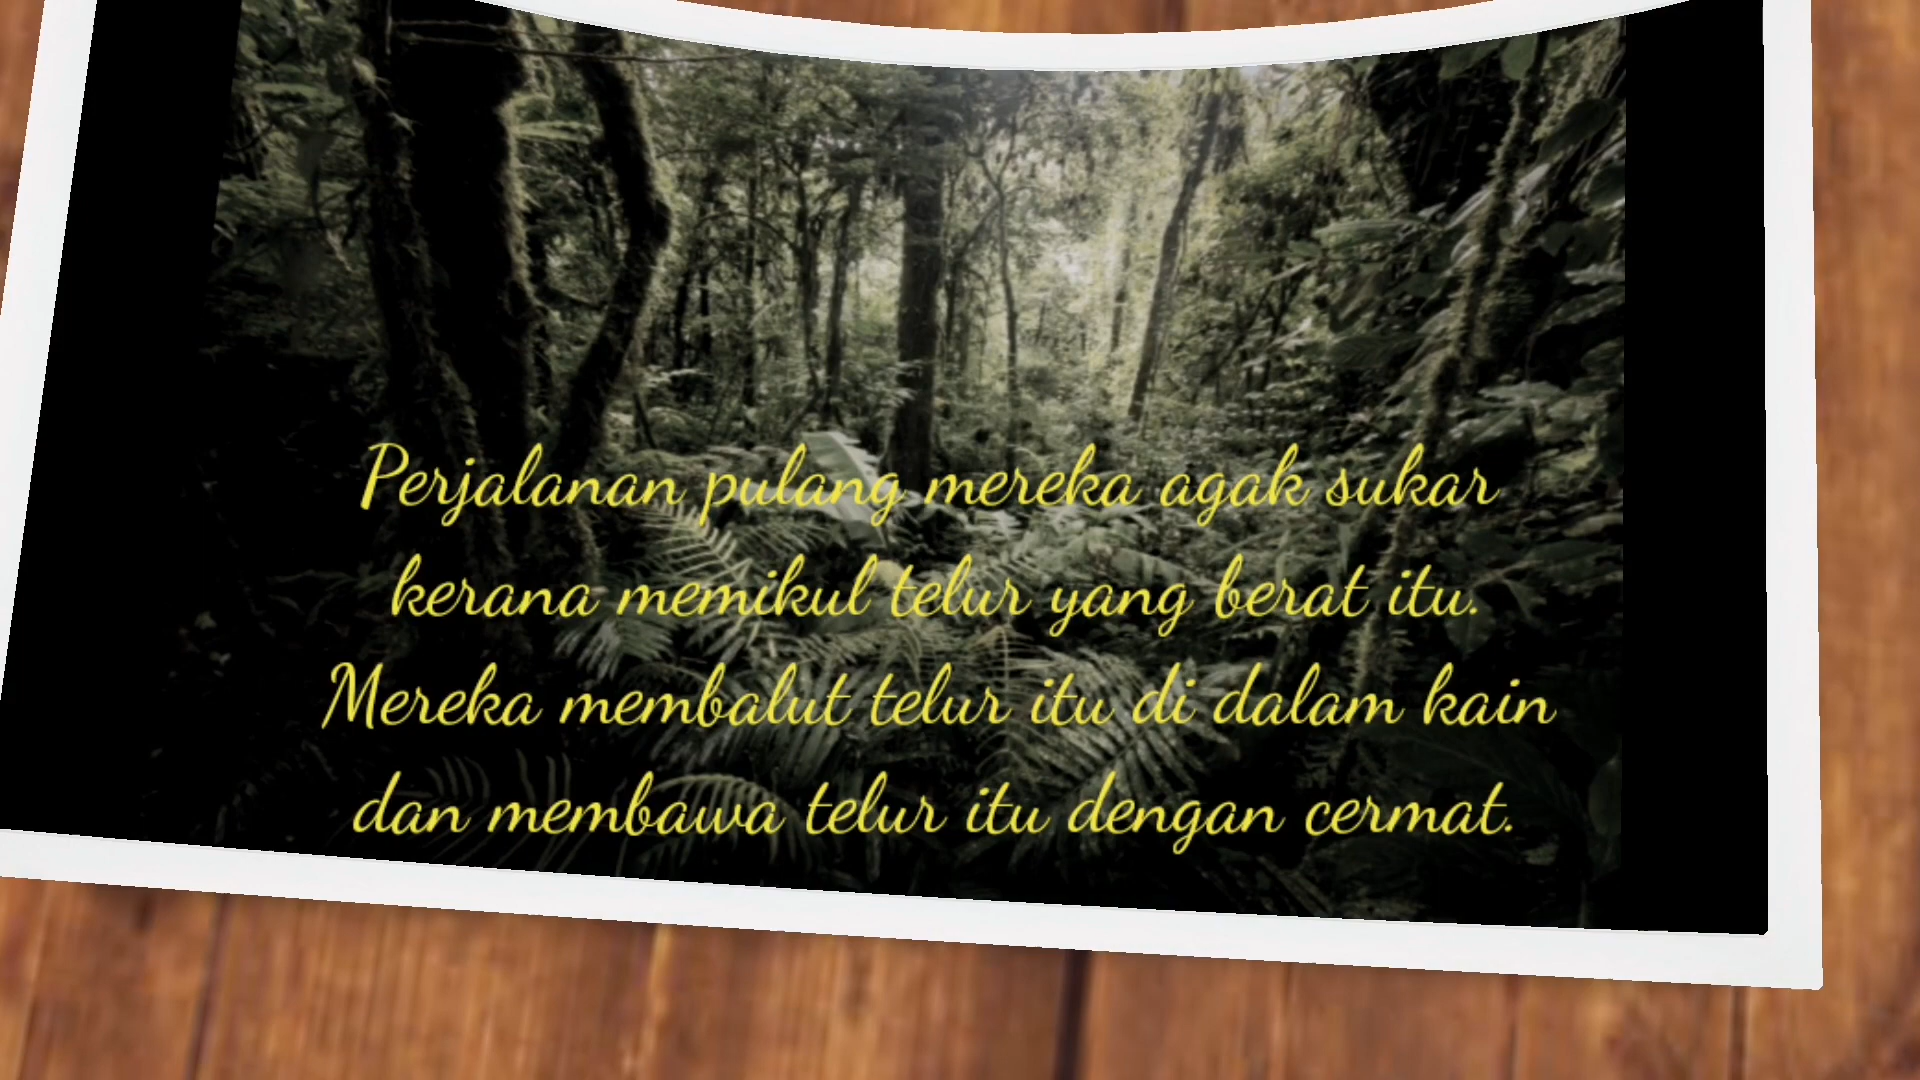 Perjalanan pulang mereka agak sukar
kerana memikul telur yang berat itu.
Mereka membalut telur itu di dalam kain
dan membawa telur itu dengan cermat.